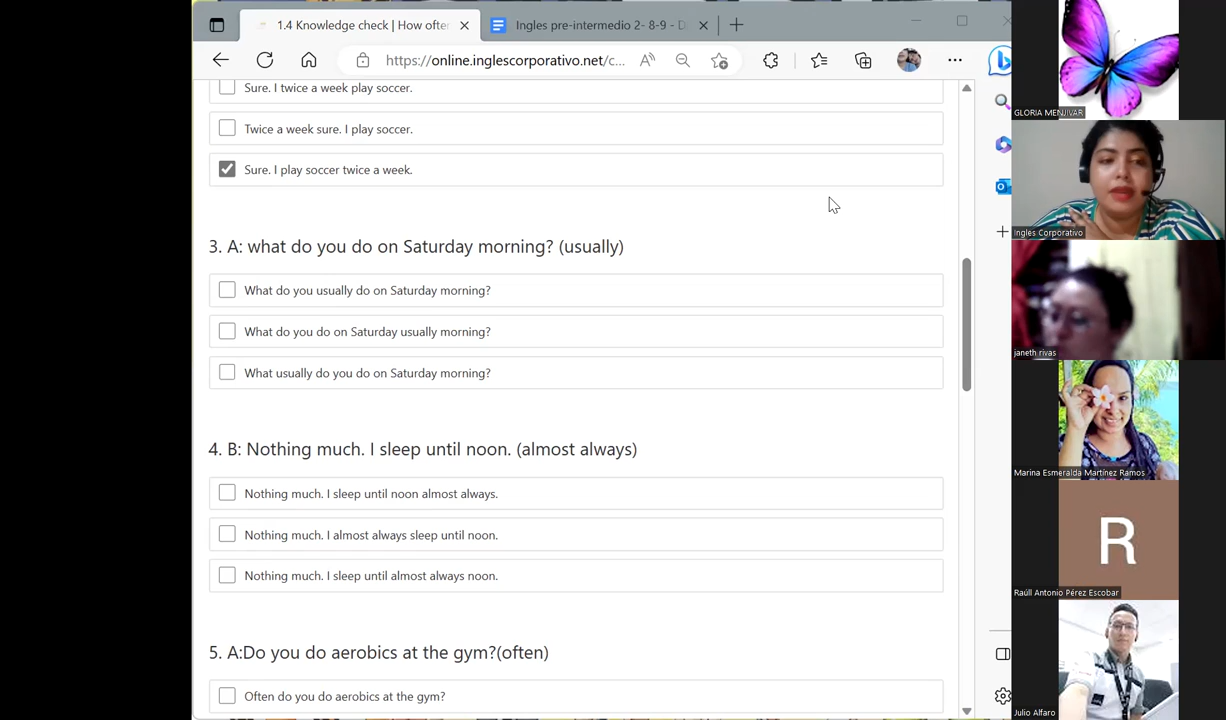 1.4 Knowledge check | How ofte
Ingles pre-intermedio 2- 8-9 - D
https://online.inglescorporativo.net/c...
Sure. I twice a week play soccer.
Twice a week sure. I play soccer.
Sure. I play soccer twice a week.
3. A: what do you do on Saturday morning? (usually)
What do you usually do on Saturday morning?
What do you do on Saturday usually morning?
What usually do you do on Saturday morning?
4. B: Nothing much. I sleep until noon. (almost always)
Nothing much. I sleep until noon almost always.
Nothing much. I almost always sleep until noon.
Nothing much. I sleep until almost always noon.
5. A:Do you do aerobics at the gym?(often)
Often do you do aerobics at the gym?
GLORIA MENJIVAR
Ingles Corporativo
janeth rivas
Marina Esmeralda Martínez Ramos
R
Raúll Antonio Pérez Escobar
Julio Alfaro